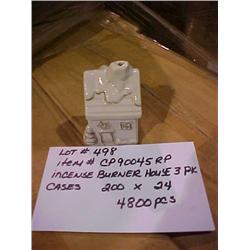 LOT # 498
item # CP90045RP
incense Burner House 3 PK
CASES 200 x 24
4800 pcs